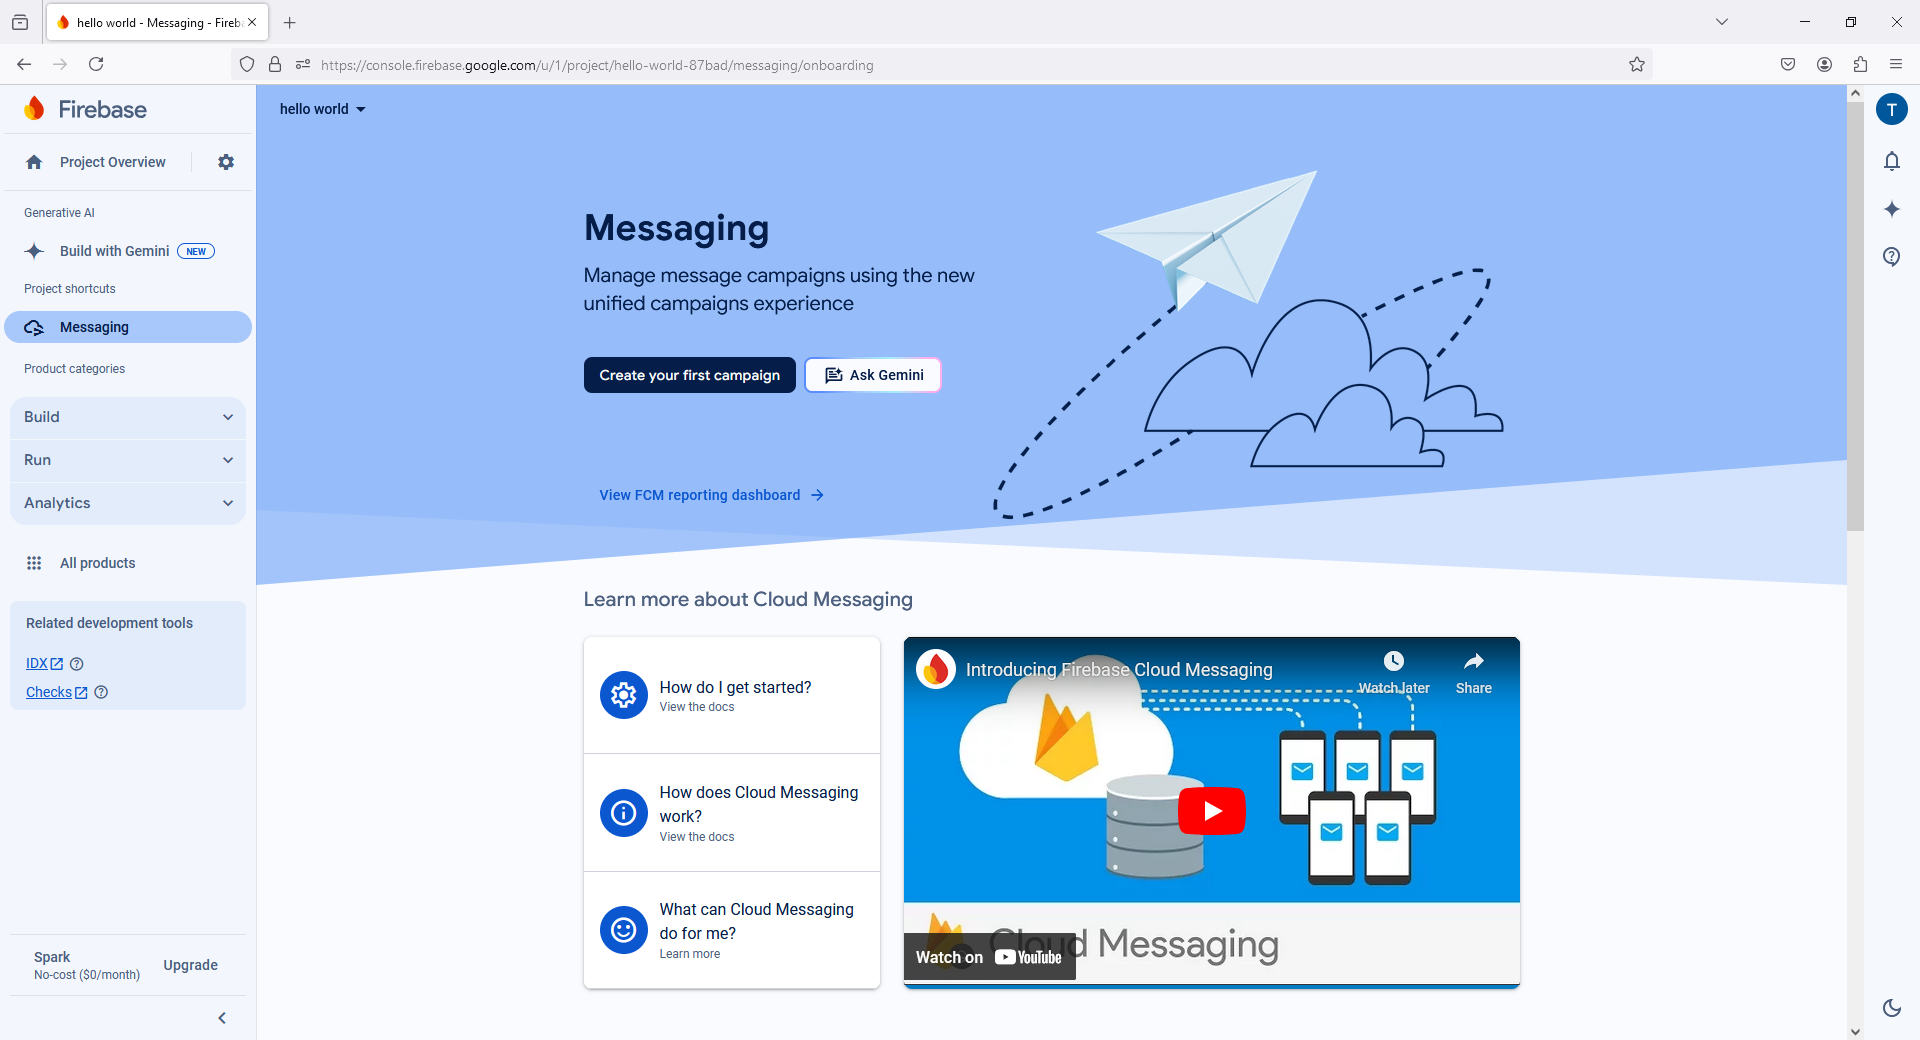 hello world - Messaging - Fireb
https://console.firebase.google.com/u/1/project/hello-world-87bad/messaging/onboarding
Firebase
hello world
T
Project Overview
Generative AI
Build with Gemini NEW
Project shortcuts
Messaging
Product categories
Build
Run
Analytics
All products
Related development tools
IDX
Checks
Spark
No-cost ($0/month)
Upgrade
Messaging
Manage message campaigns using the new
unified campaigns experience
Create your first campaign
Ask Gemini
View FCM reporting dashboard
Learn more about Cloud Messaging
How do I get started?
View the docs
How does Cloud Messaging
work?
View the docs
What can Cloud Messaging
do for me?
Learn more
Introducing Firebase Cloud Messaging
Watch later
Share
Cloud Messaging
Watch on YouTube